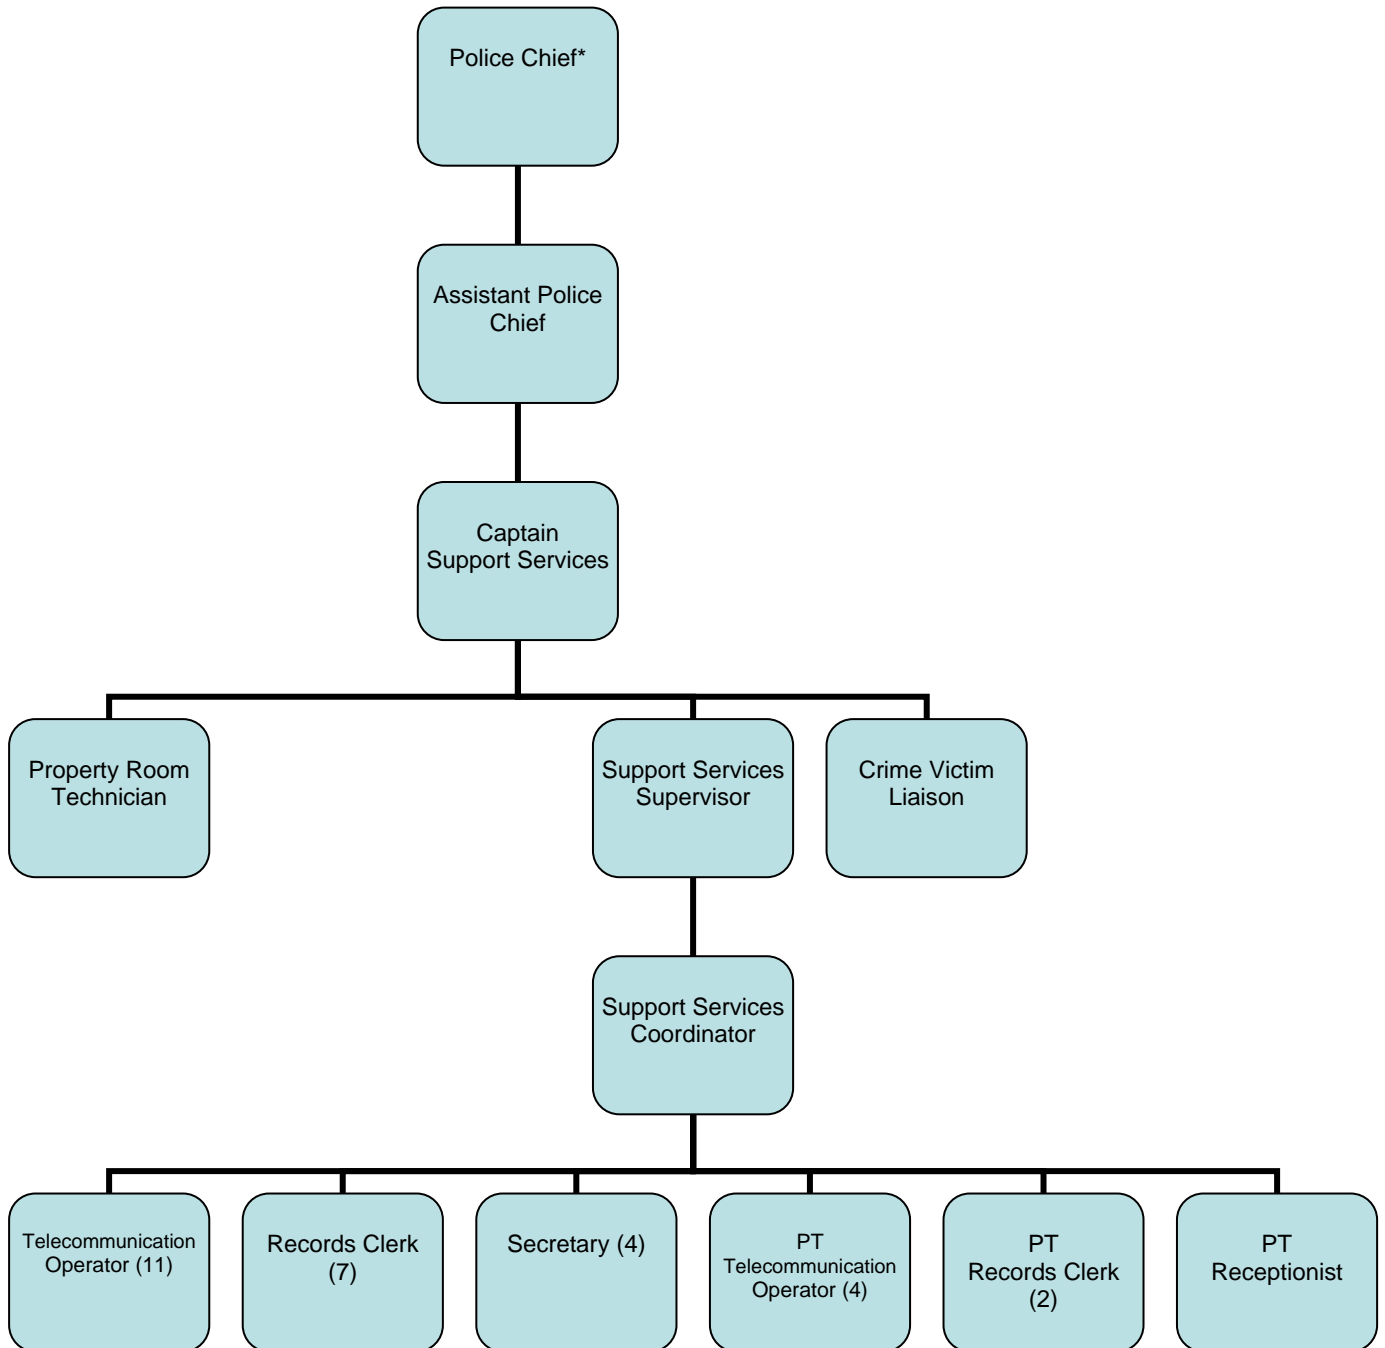 Police Chief*
Assistant Police
Chief
Captain
Support Services
Property Room
Technician
Support Services
Supervisor
Crime Victim
Liaison
Support Services
Coordinator
Telecommunication
Operator (11)
Records Clerk
(7)
Secretary (4)
PT
Telecommunication
Operator (4)
PT
Records Clerk
(2)
PT
Receptionist